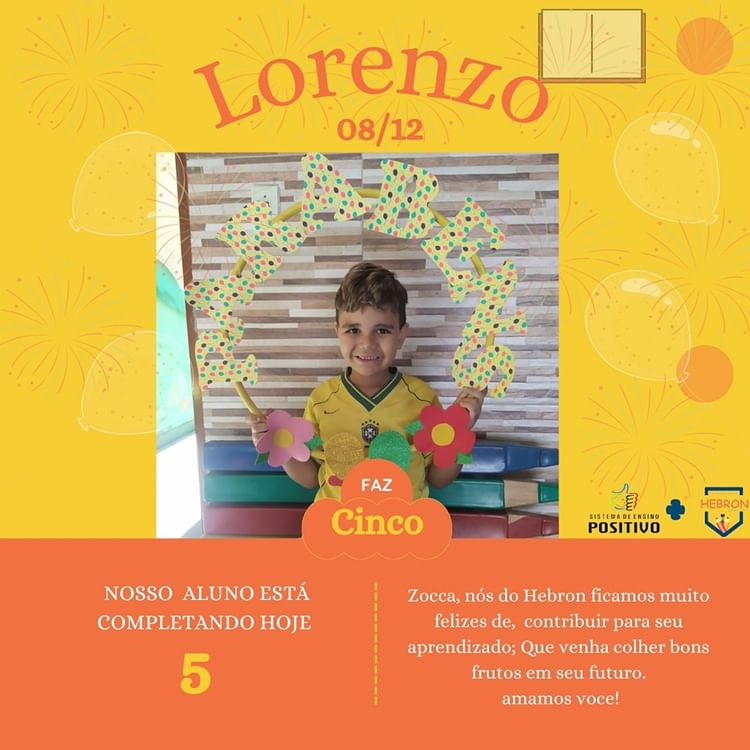 Lorenzo
08/12
PARABÉNS
FAZ
Cinco
SISTEMA DE ENSINO
POSITIVO
HEBRON
NOSSO ALUNO ESTÁ
COMPLETANDO HOJE
5
Zocca, nós do Hebron ficamos muito
felizes de, contribuir para seu
aprendizado; Que venha colher bons
frutos em seu futuro.
amamos voce!